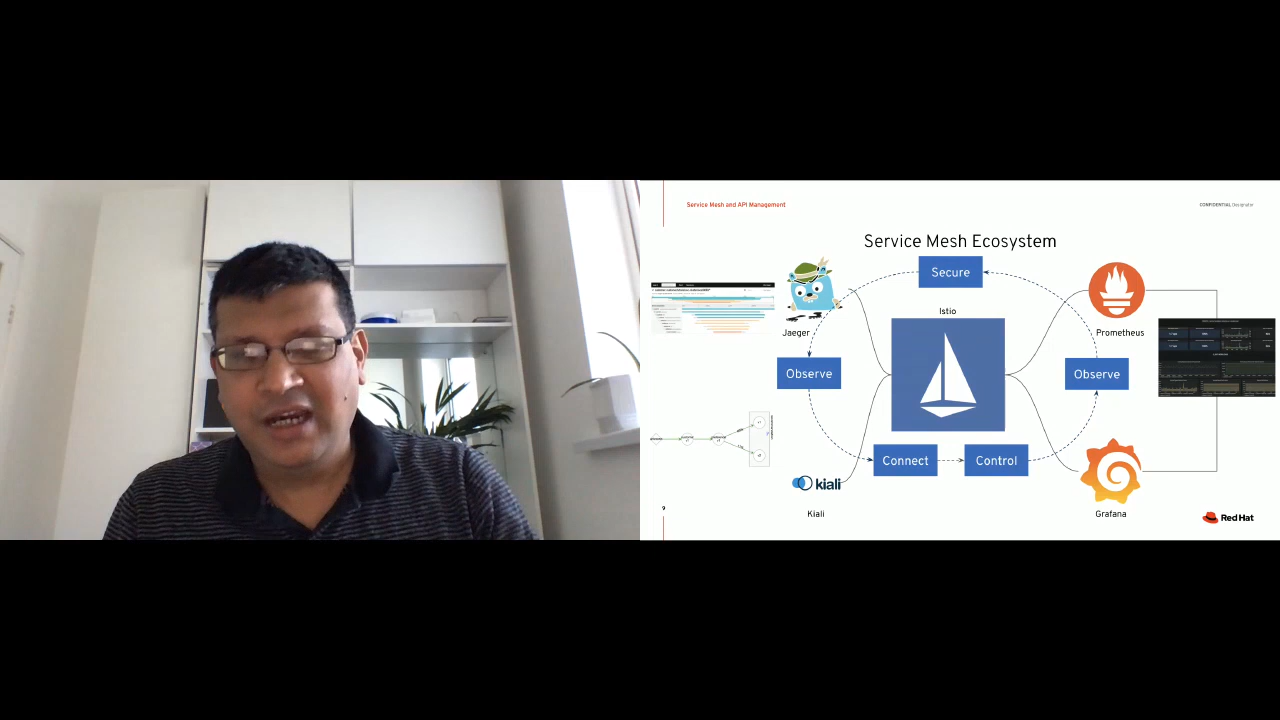 Service Mesh and API Management
CONFIDENTIAL Designator
Service Mesh Ecosystem
Secure
Istio
Jaeger
Prometheus
Observe
Observe
Connect
Control
kiali
Kiali
Grafana
9
Red Hat